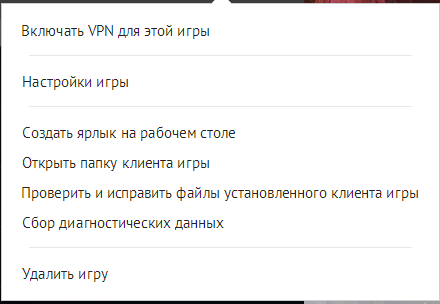 Включать VPN для этой игры
Настройки игры
Создать ярлык на рабочем столе
Открыть папку клиента игры
Проверить и исправить файлы установленного клиента игры
Сбор диагностических данных
Удалить игру